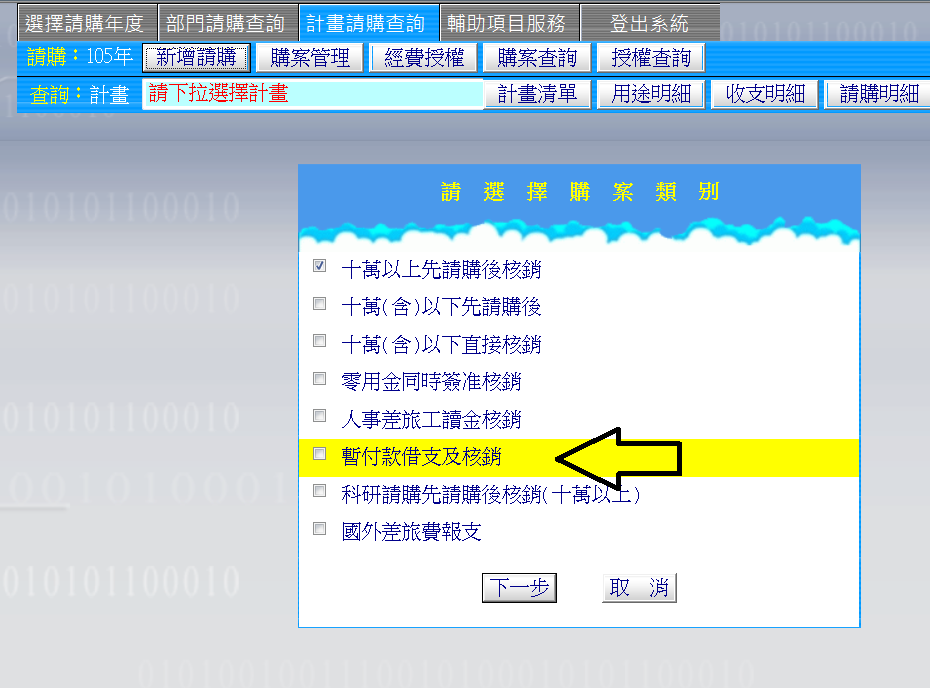 選擇請購年度 部門請購查詢 計畫請購查詢 輔助項目服務 登出系統
請購：105年 新增請購 購案管理 經費授權 購案查詢 授權查詢
查詢：計畫 請下拉選擇計畫 計畫清單 用途明細 收支明細 請購明細
請 選 擇 購 案 類 別
十萬以上先請購後核銷
十萬(含)以下先請購後
十萬(含)以下直接核銷
零用金同時簽准核銷
人事差旅工讀金核銷
暫付款借支及核銷
科研請購先請購後核銷(十萬以上)
國外差旅費報支
下一步 取 消